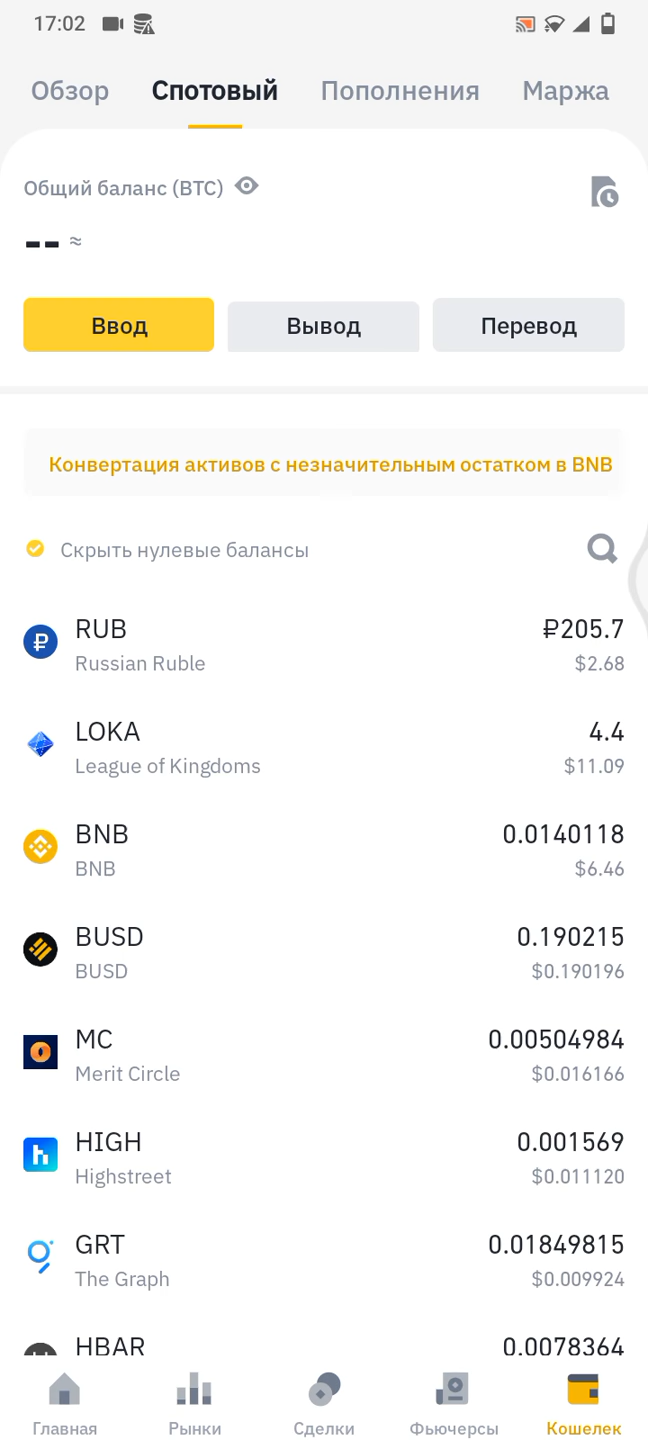 17:02
Обзор Спотовый Пополнения Маржа
Общий баланс (BTC)
-- ≈
Ввод Вывод Перевод
Конвертация активов с незначительным остатком в BNB
Скрыть нулевые балансы
RUB ₽205.7
Russian Ruble $2.68
LOKA 4.4
League of Kingdoms $11.09
BNB 0.0140118
BNB $6.46
BUSD 0.190215
BUSD $0.190196
MC 0.00504984
Merit Circle $0.016166
HIGH 0.001569
Highstreet $0.011120
GRT 0.01849815
The Graph $0.009924
HBAR 0.0078364
Главная Рынки Сделки Фьючерсы Кошелек